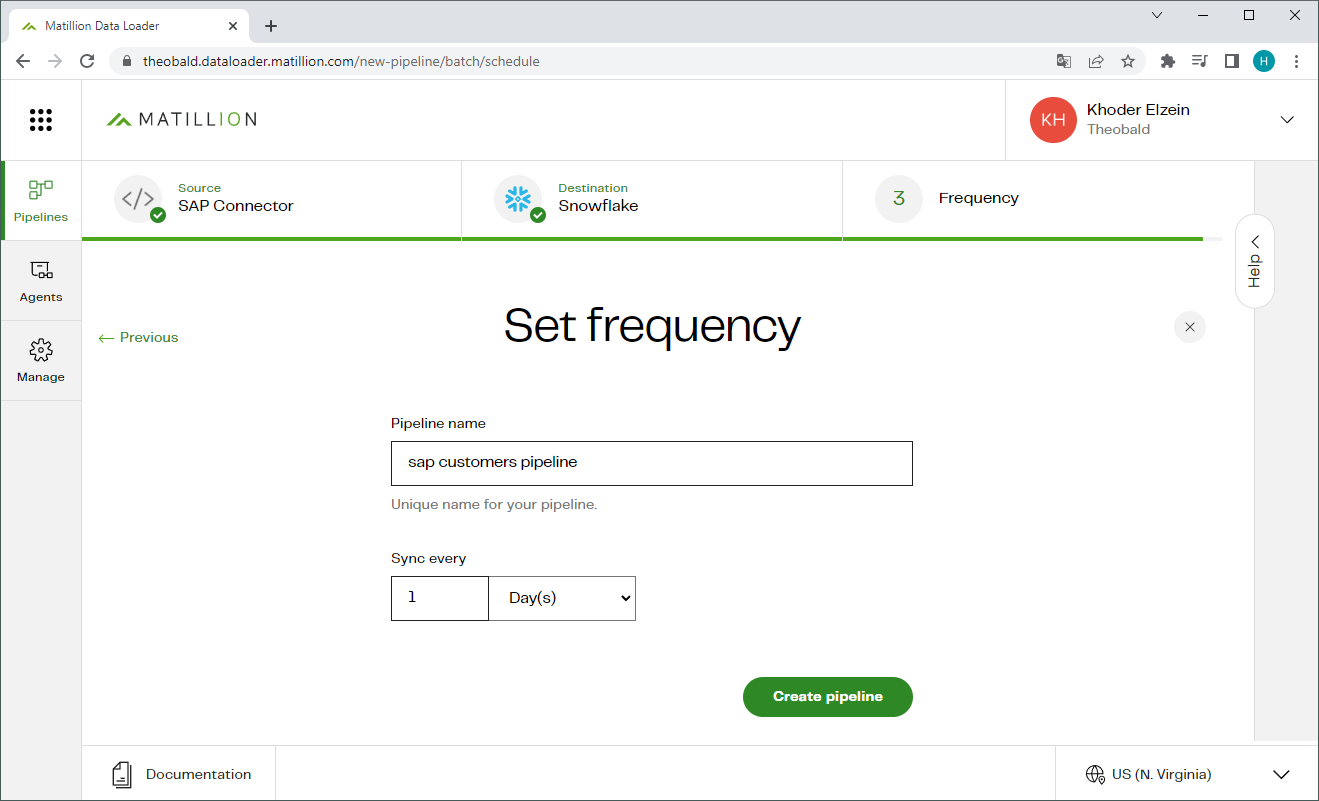 Matillion Data Loader
theobald.dataloader.matillion.com/new-pipeline/batch/schedule
H
MATILLION
KH
Khoder Elzein
Theobald
Pipelines
Agents
Manage
Source
SAP Connector
Destination
Snowflake
3
Frequency
Help
← Previous
Set frequency
Pipeline name
sap customers pipeline
Unique name for your pipeline.
Sync every
1
Day(s)
Create pipeline
Documentation
US (N. Virginia)